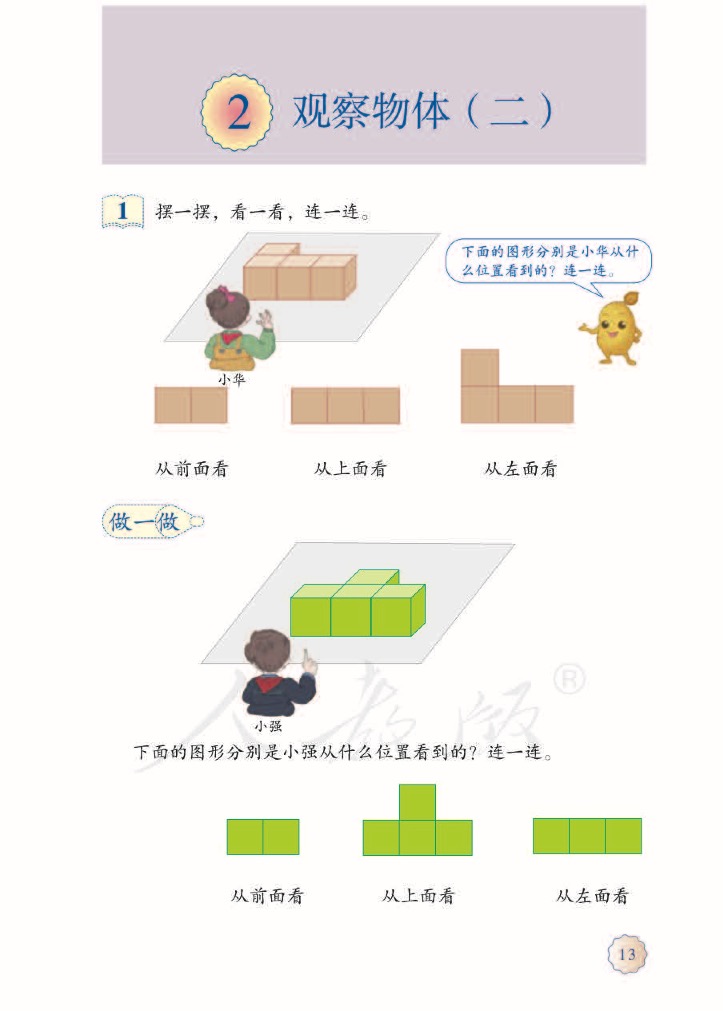 2 观察物体（二）
1 摆一摆，看一看，连一连。
下面的图形分别是小华从什
么位置看到的？连一连。
小华
从前面看 从上面看 从左面看
做一做
小强
人教版®
下面的图形分别是小强从什么位置看到的？连一连。
从前面看 从上面看 从左面看
13